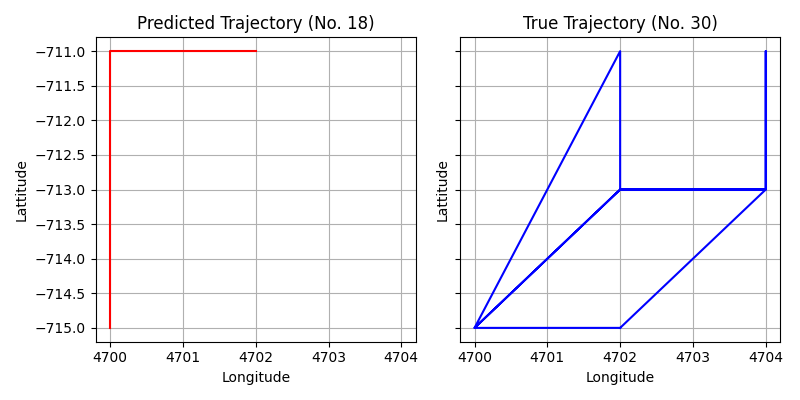 Predicted Trajectory (No. 18)
Lattitude
−711.0
−711.5
−712.0
−712.5
−713.0
−713.5
−714.0
−714.5
−715.0
4700 4701 4702 4703 4704
Longitude
True Trajectory (No. 30)
Lattitude
4700 4701 4702 4703 4704
Longitude